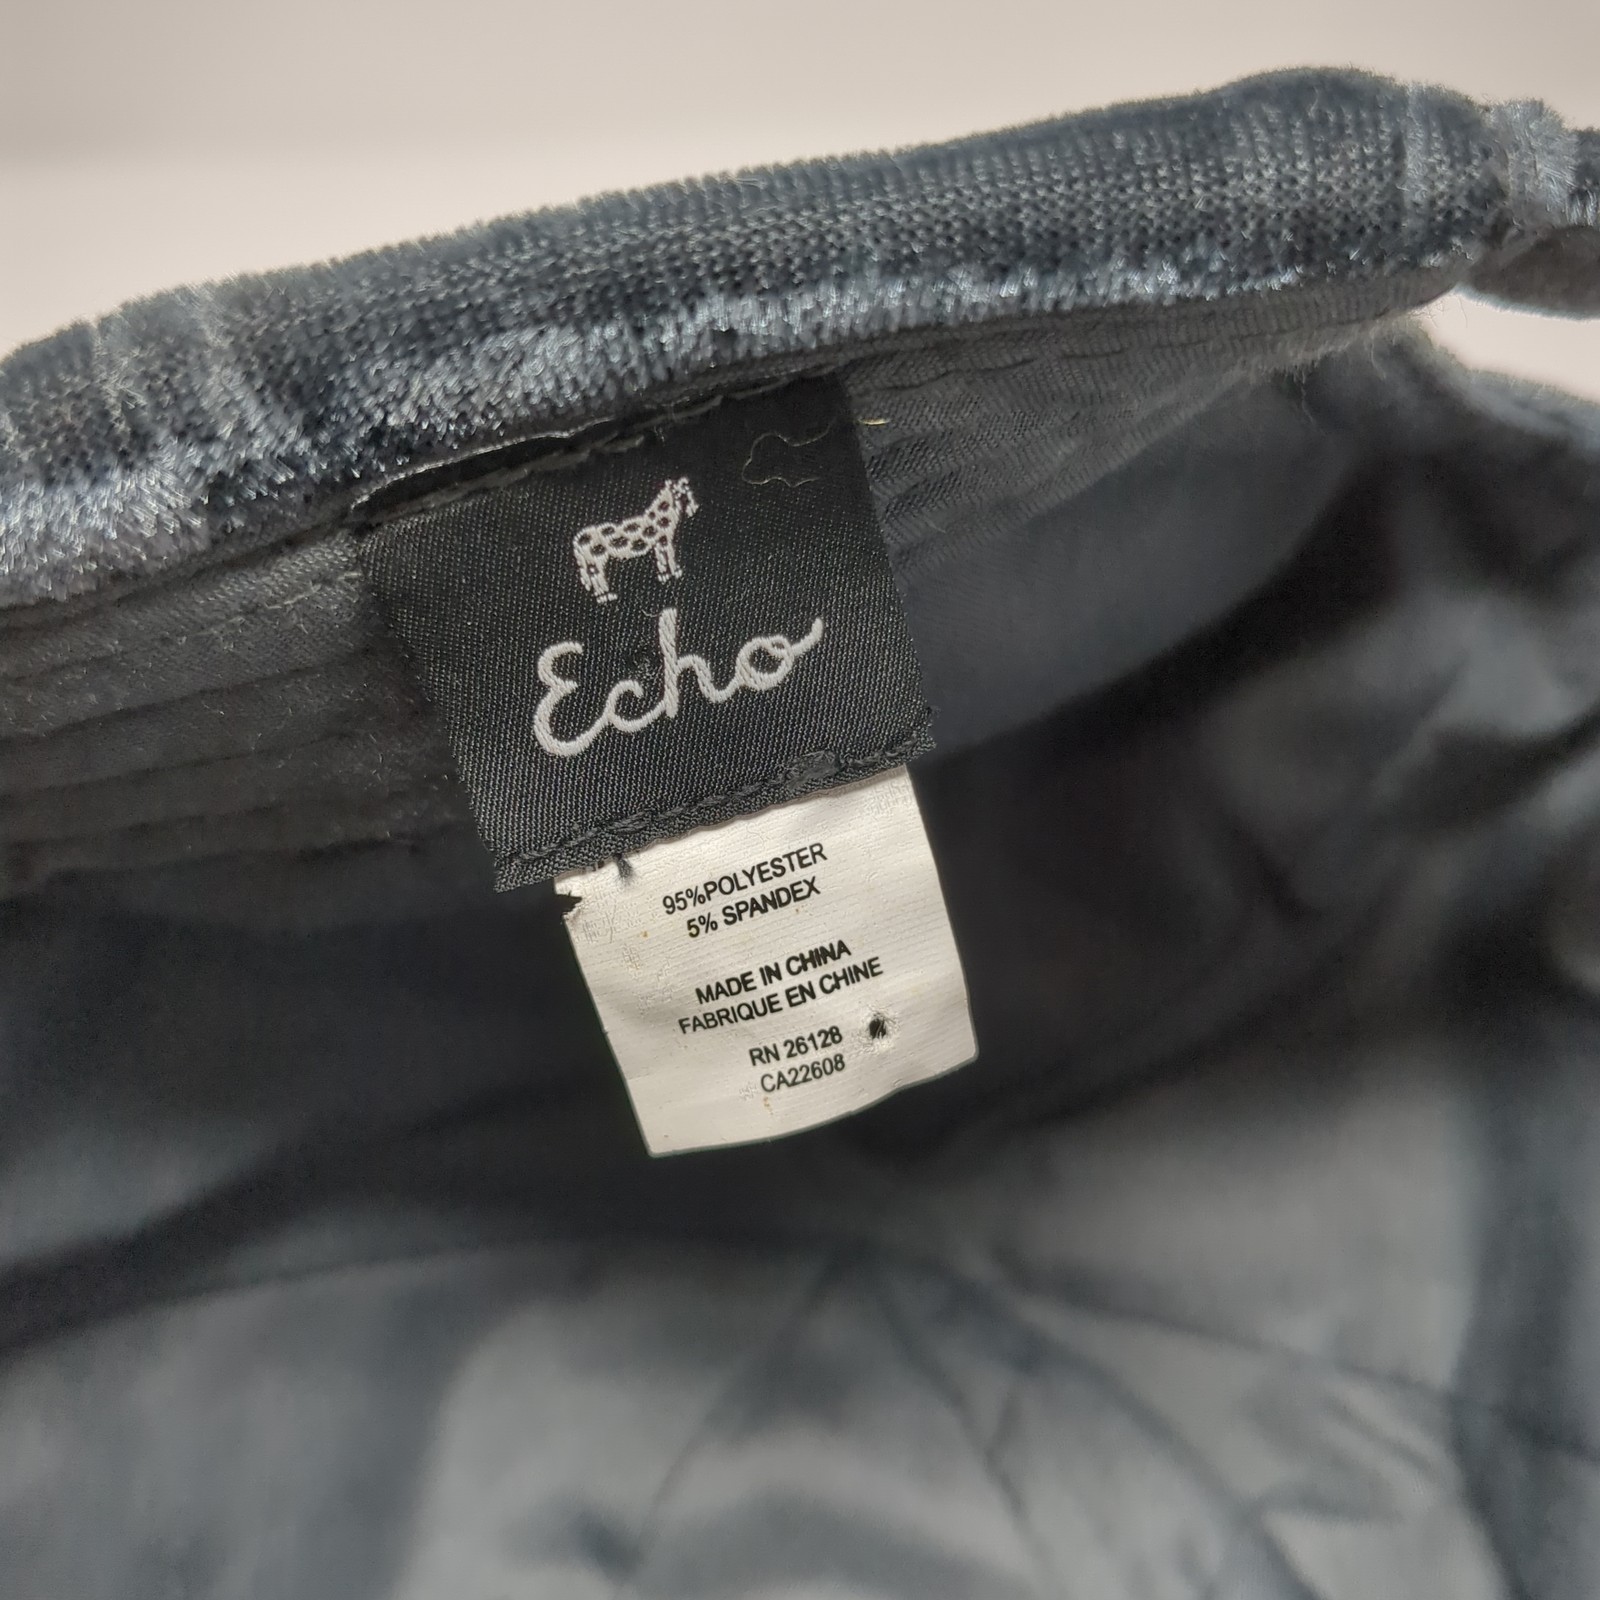 Echo
95%POLYESTER
5% SPANDEX
MADE IN CHINA
FABRIQUE EN CHINE
RN 26128
CA22608